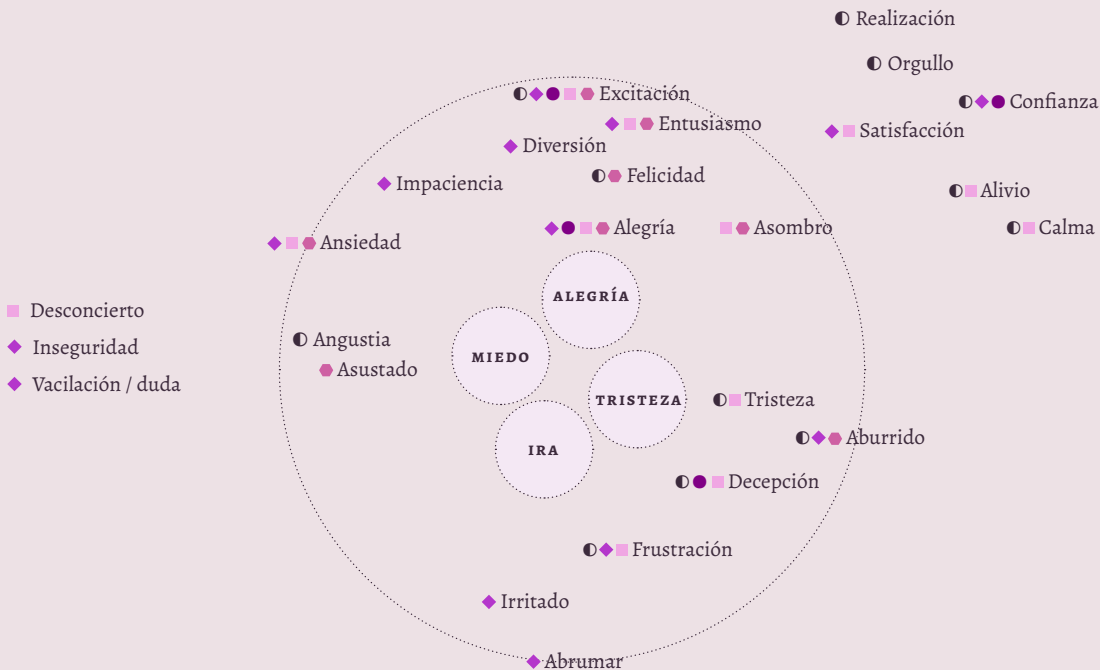 Realización
Orgullo
Excitación
Confianza
Entusiasmo
Satisfacción
Diversión
Felicidad
Impaciencia
Alivio
Alegría
Asombro
Calma
Ansiedad
ALEGRÍA
Desconcierto
Angustia
Inseguridad
MIEDO
Asustado
Vacilación / duda
TRISTEZA
Tristeza
Aburrido
IRA
Decepción
Frustración
Irritado
Abrumar